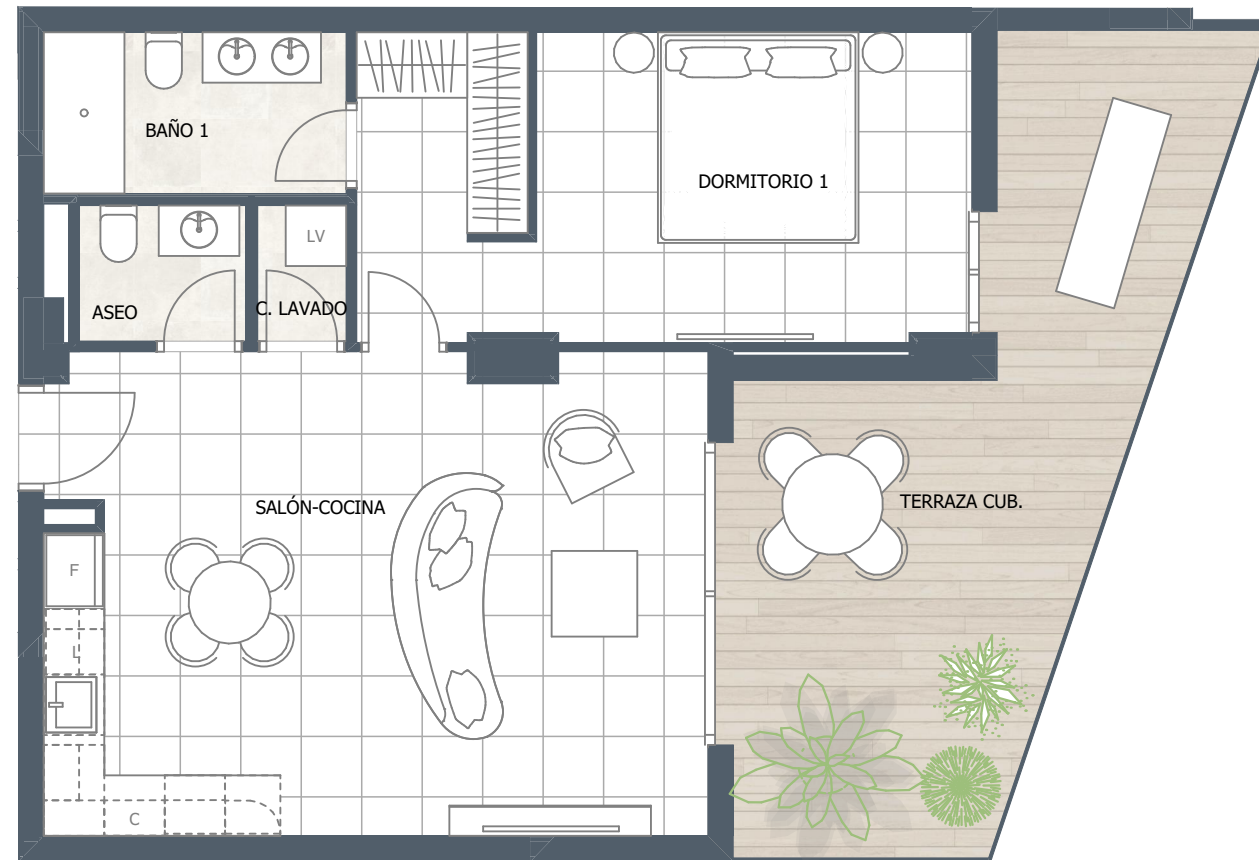 BAÑO 1
DORMITORIO 1
LV
ASEO
C. LAVADO
SALÓN-COCINA
TERRAZA CUB.
F
L
C